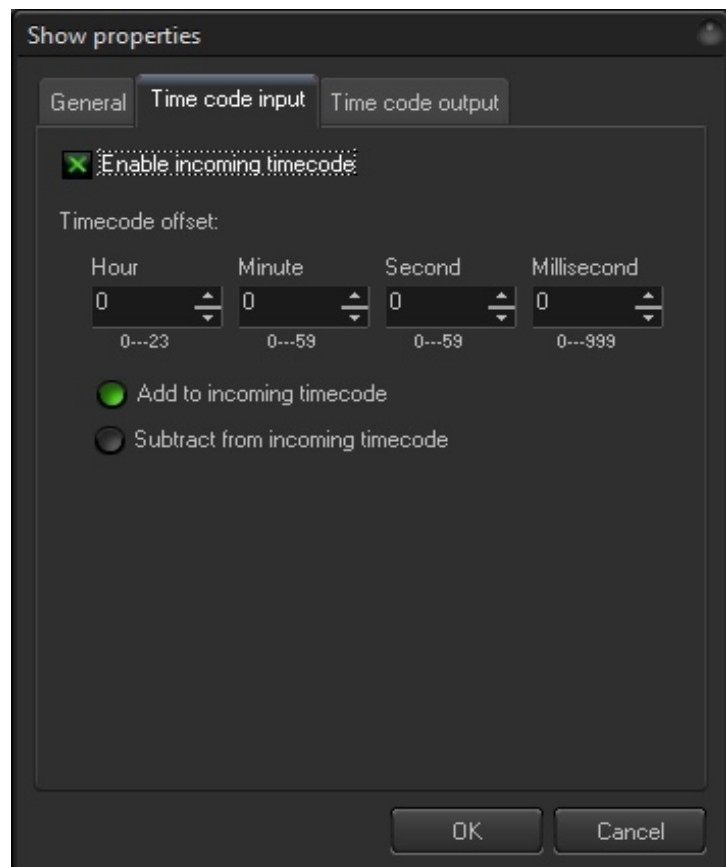 Show properties
General Time code input Time code output
Enable incoming timecode
Timecode offset:
Hour Minute Second Millisecond
0 0 0 0
0---23 0---59 0---59 0---999
Add to incoming timecode
Subtract from incoming timecode
OK Cancel